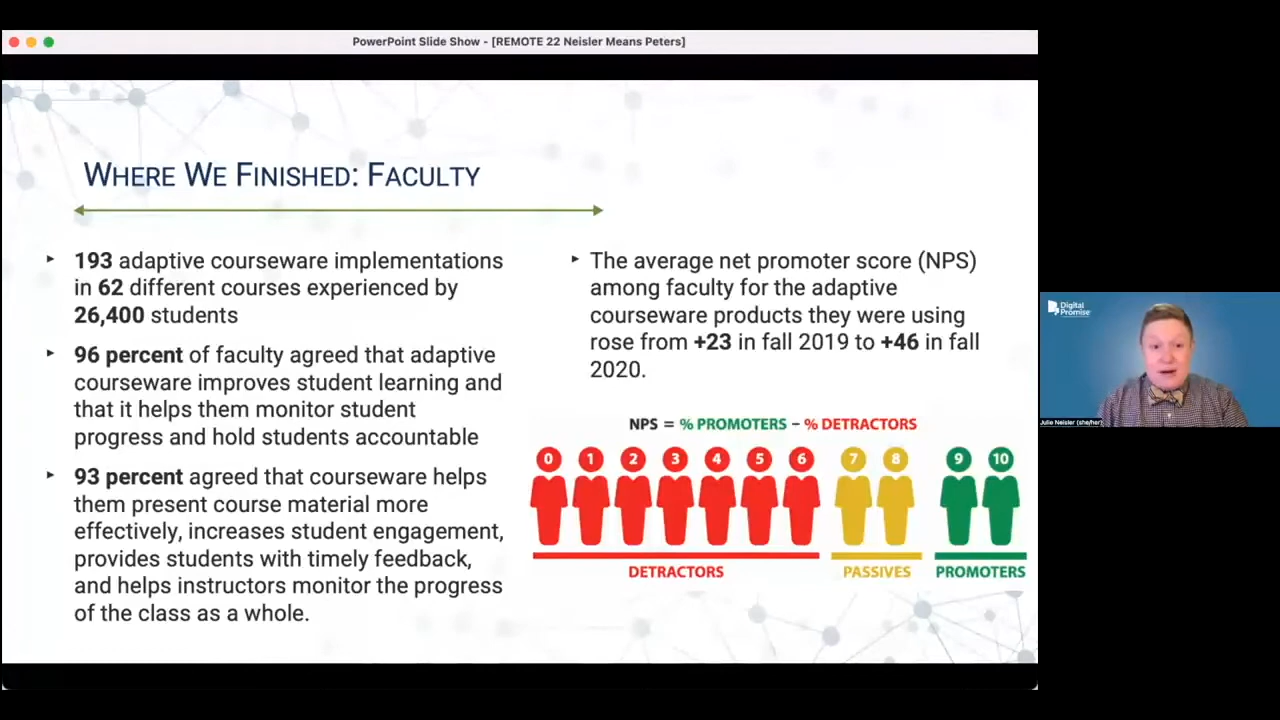 PowerPoint Slide Show - [REMOTE 22 Neisler Means Peters]
WHERE WE FINISHED: FACULTY
193 adaptive courseware implementations
in 62 different courses experienced by
26,400 students
96 percent of faculty agreed that adaptive
courseware improves student learning and
that it helps them monitor student
progress and hold students accountable
93 percent agreed that courseware helps
them present course material more
effectively, increases student engagement,
provides students with timely feedback,
and helps instructors monitor the progress
of the class as a whole.
The average net promoter score (NPS)
among faculty for the adaptive
courseware products they were using
rose from +23 in fall 2019 to +46 in fall
2020.
NPS = % PROMOTERS – % DETRACTORS
0 1 2 3 4 5 6 7 8 9 10
DETRACTORS PASSIVES PROMOTERS
Digital
Promise
Julie Neisler (she/her)